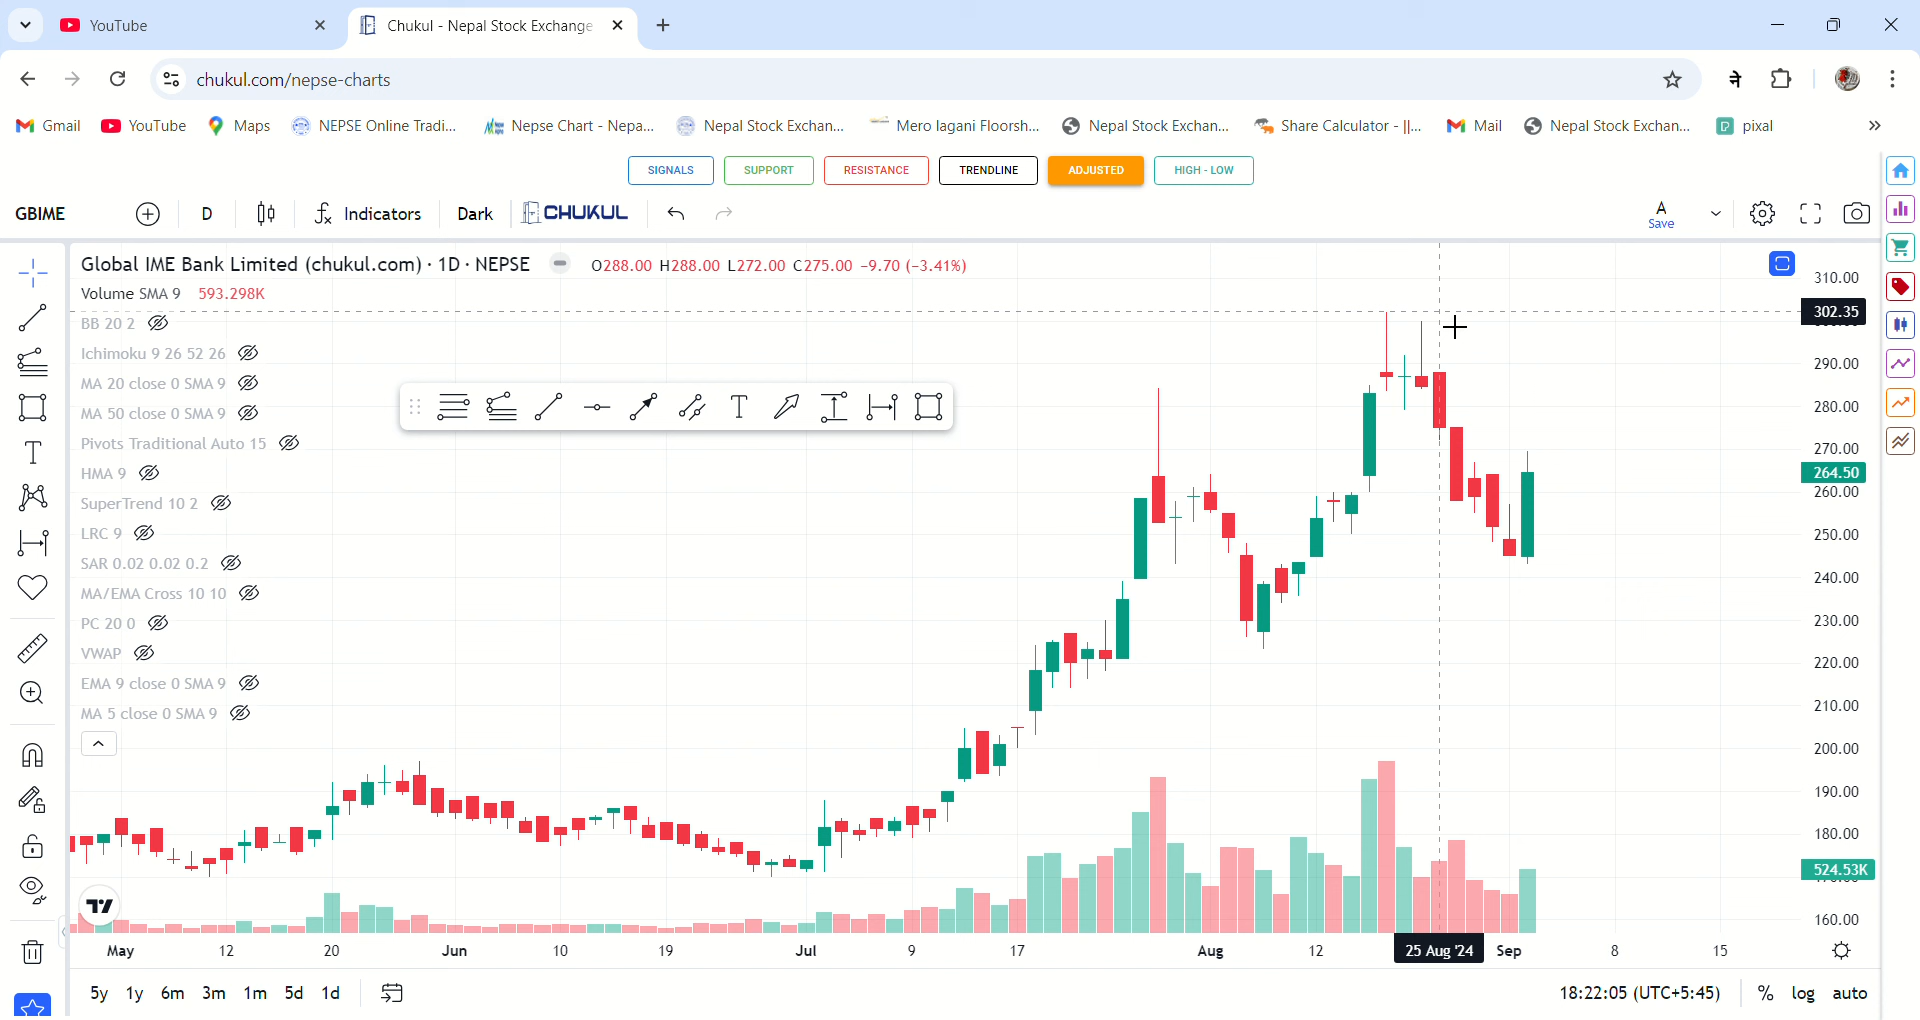 YouTube
Chukul - Nepal Stock Exchange
chukul.com/nepse-charts
ने
Gmail YouTube Maps NEPSE Online Tradi... Nepse Chart - Nepa... Nepal Stock Exchan... Mero lagani Floorsh... Nepal Stock Exchan... Share Calculator - ||... Mail Nepal Stock Exchan... pixal
SIGNALS SUPPORT RESISTANCE TRENDLINE ADJUSTED HIGH - LOW
GBIME D Indicators Dark CHUKUL A Save
Global IME Bank Limited (chukul.com) · 1D · NEPSE O288.00 H288.00 L272.00 C275.00 -9.70 (-3.41%)
Volume SMA 9 593.298K
BB 20 2
Ichimoku 9 26 52 26
MA 20 close 0 SMA 9
MA 50 close 0 SMA 9
Pivots Traditional Auto 15
HMA 9
SuperTrend 10 2
LRC 9
SAR 0.02 0.02 0.2
MA/EMA Cross 10 10
PC 20 0
VWAP
EMA 9 close 0 SMA 9
MA 5 close 0 SMA 9
310.00
302.35
290.00
280.00
270.00
264.50
260.00
250.00
240.00
230.00
220.00
210.00
200.00
190.00
180.00
524.53K
160.00
May 12 20 Jun 10 19 Jul 9 17 Aug 12 25 Aug '24 Sep 8 15
5y 1y 6m 3m 1m 5d 1d 18:22:05 (UTC+5:45) % log auto